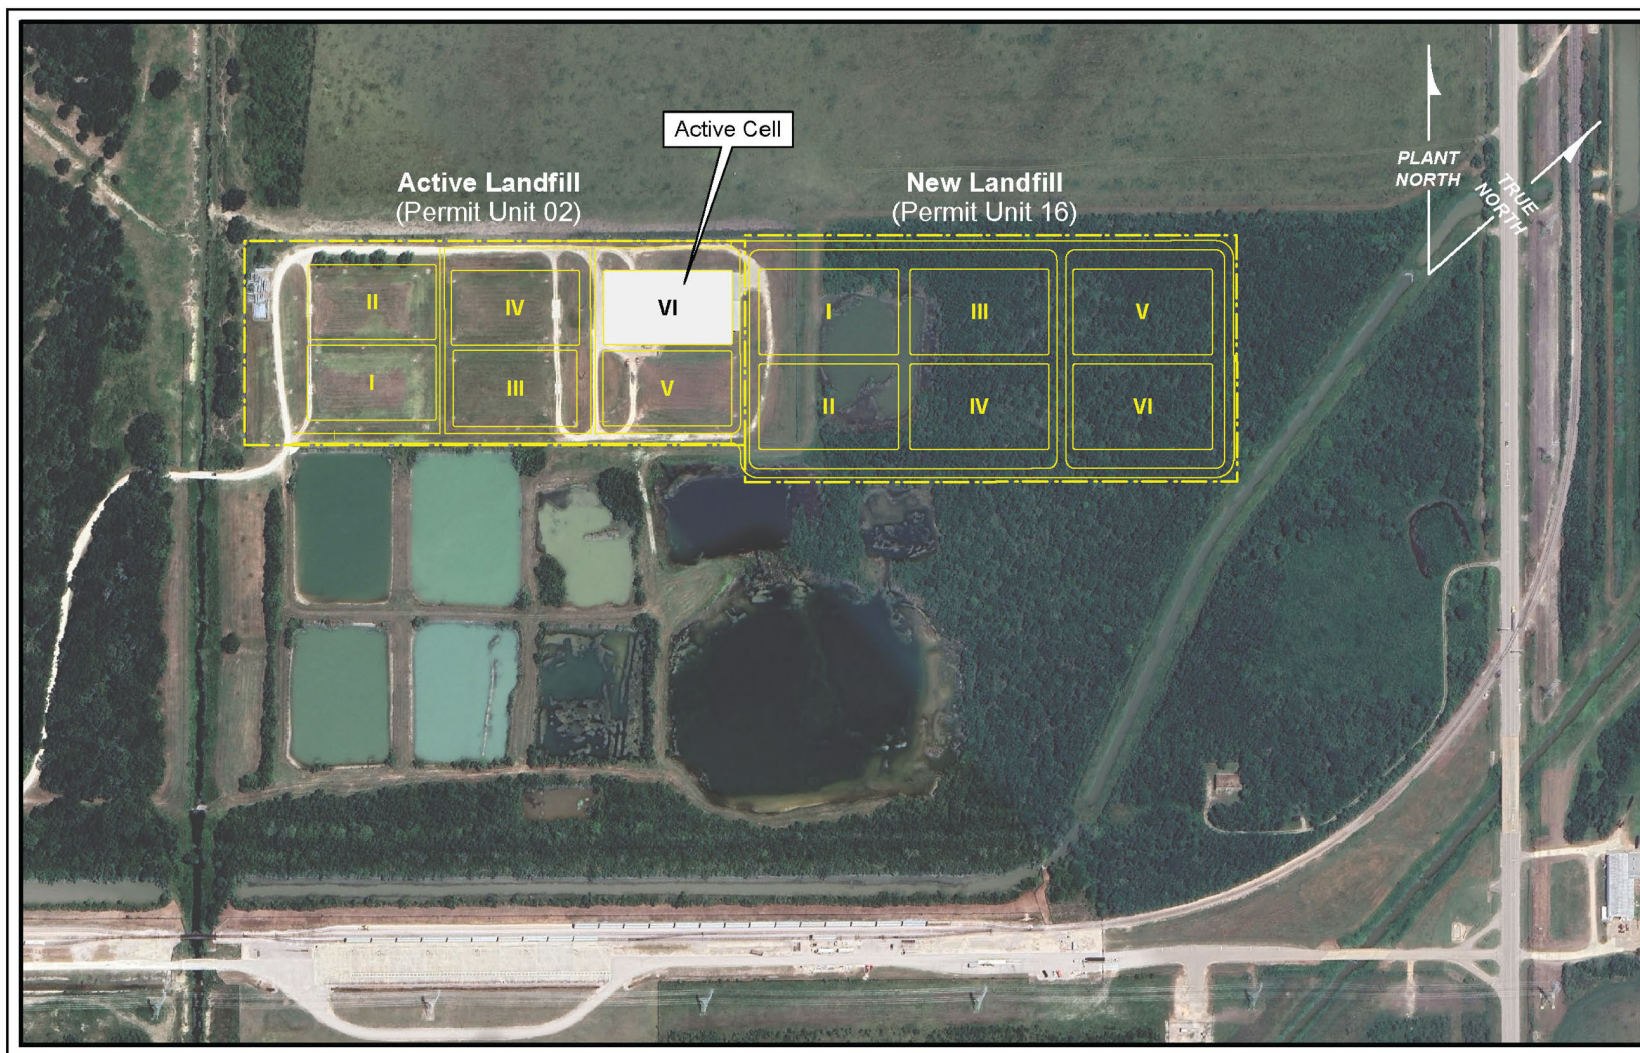 Active Cell
Active Landfill
(Permit Unit 02)
New Landfill
(Permit Unit 16)
PLANT
NORTH
TRUE
NORTH
II
IV
VI
I
III
V
I
III
V
II
IV
VI